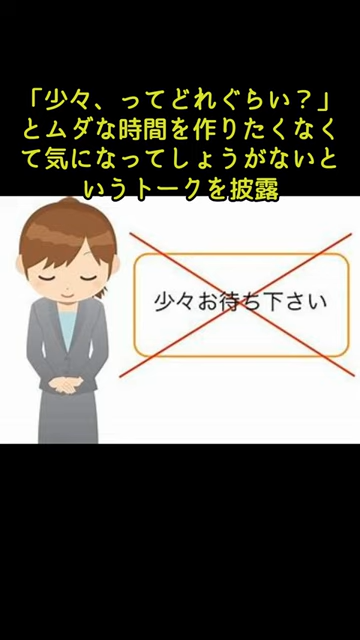 「少々、ってどれぐらい？」
とムダな時間を作りたくなく
て気になってしょうがないと
いうトークを披露
少々お待ち下さい